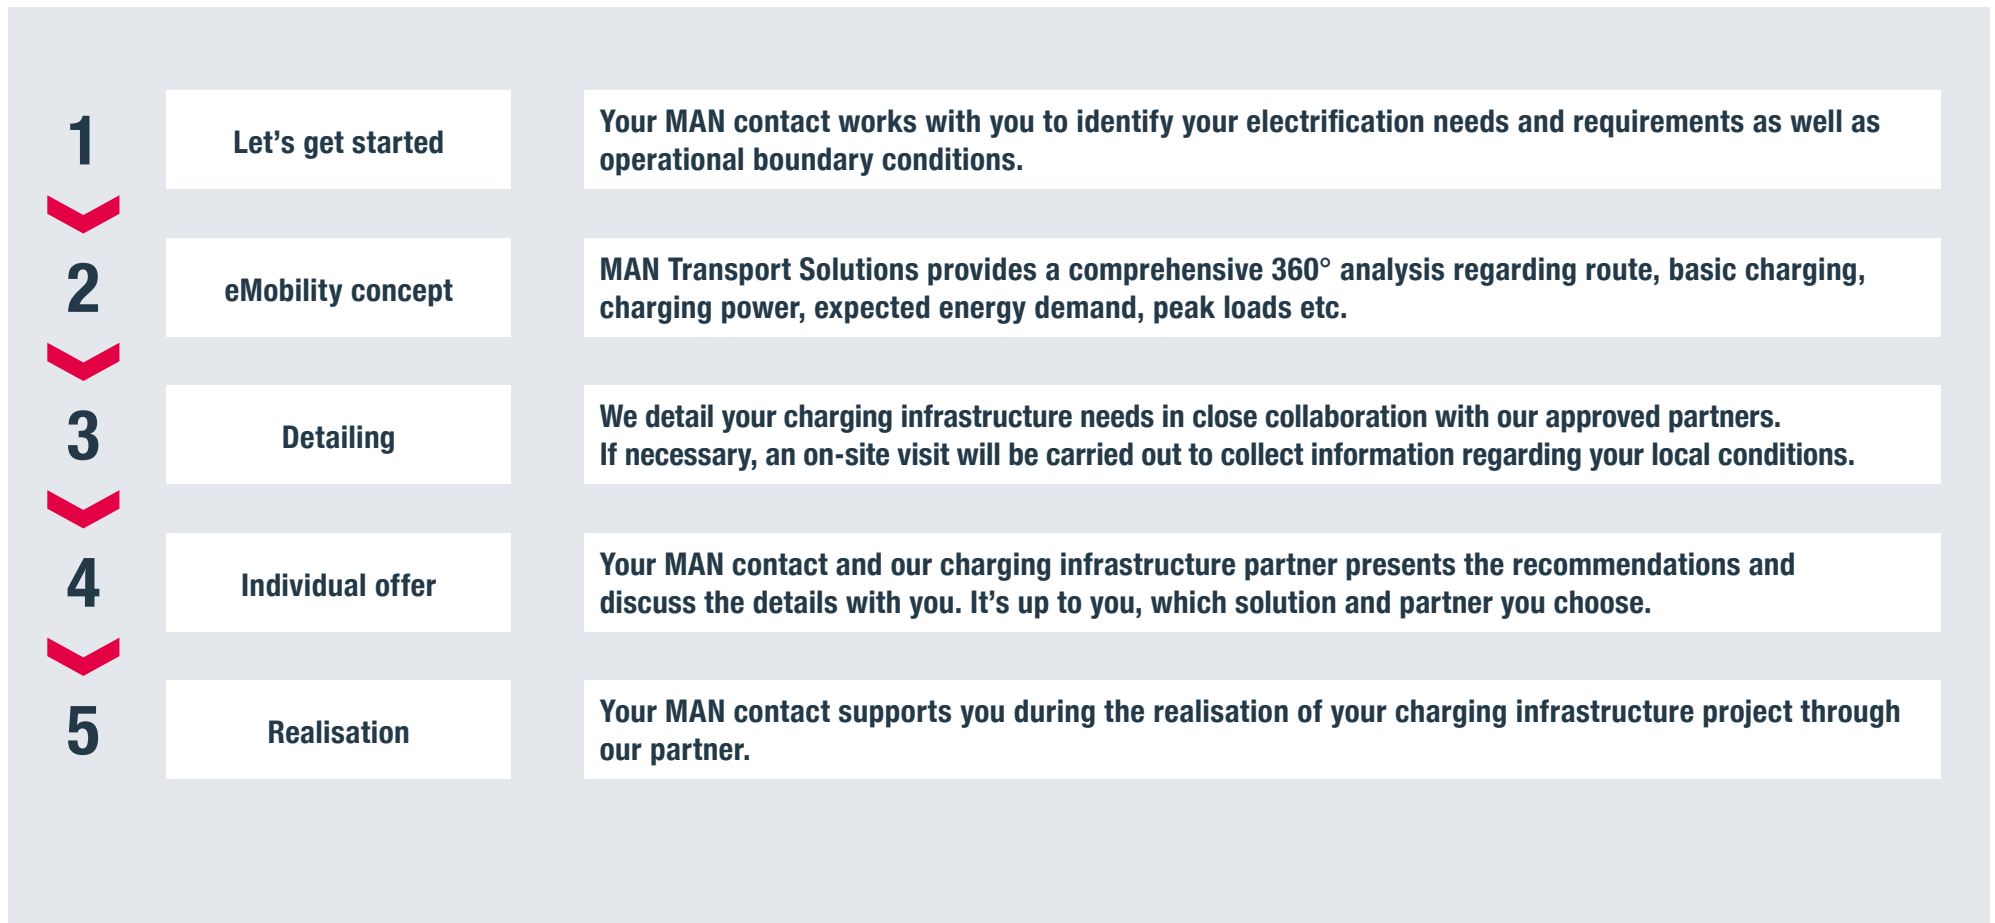 1
Let’s get started
Your MAN contact works with you to identify your electrification needs and requirements as well as
operational boundary conditions.
2
eMobility concept
MAN Transport Solutions provides a comprehensive 360° analysis regarding route, basic charging,
charging power, expected energy demand, peak loads etc.
3
Detailing
We detail your charging infrastructure needs in close collaboration with our approved partners.
If necessary, an on-site visit will be carried out to collect information regarding your local conditions.
4
Individual offer
Your MAN contact and our charging infrastructure partner presents the recommendations and
discuss the details with you. It’s up to you, which solution and partner you choose.
5
Realisation
Your MAN contact supports you during the realisation of your charging infrastructure project through
our partner.